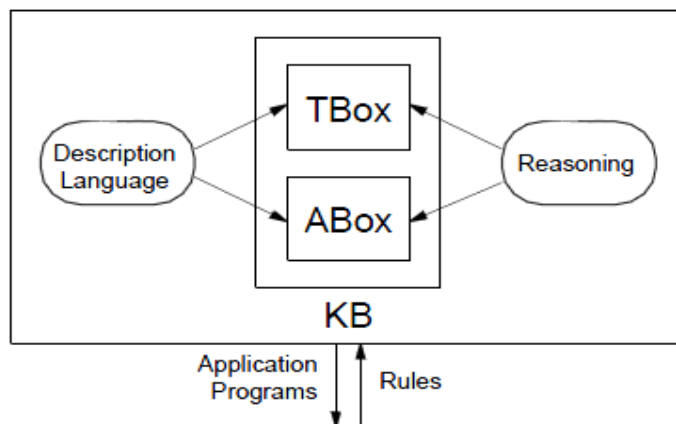 TBox
Description
Language
Reasoning
ABox
KB
Application
Programs
Rules